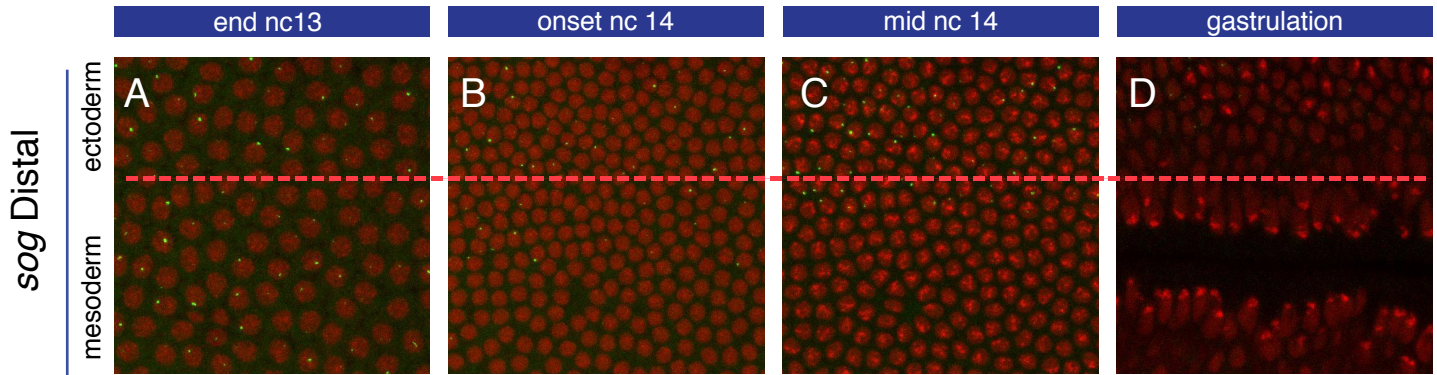 end nc13
onset nc 14
mid nc 14
gastrulation
A
B
C
D
sog Distal
ectoderm
mesoderm